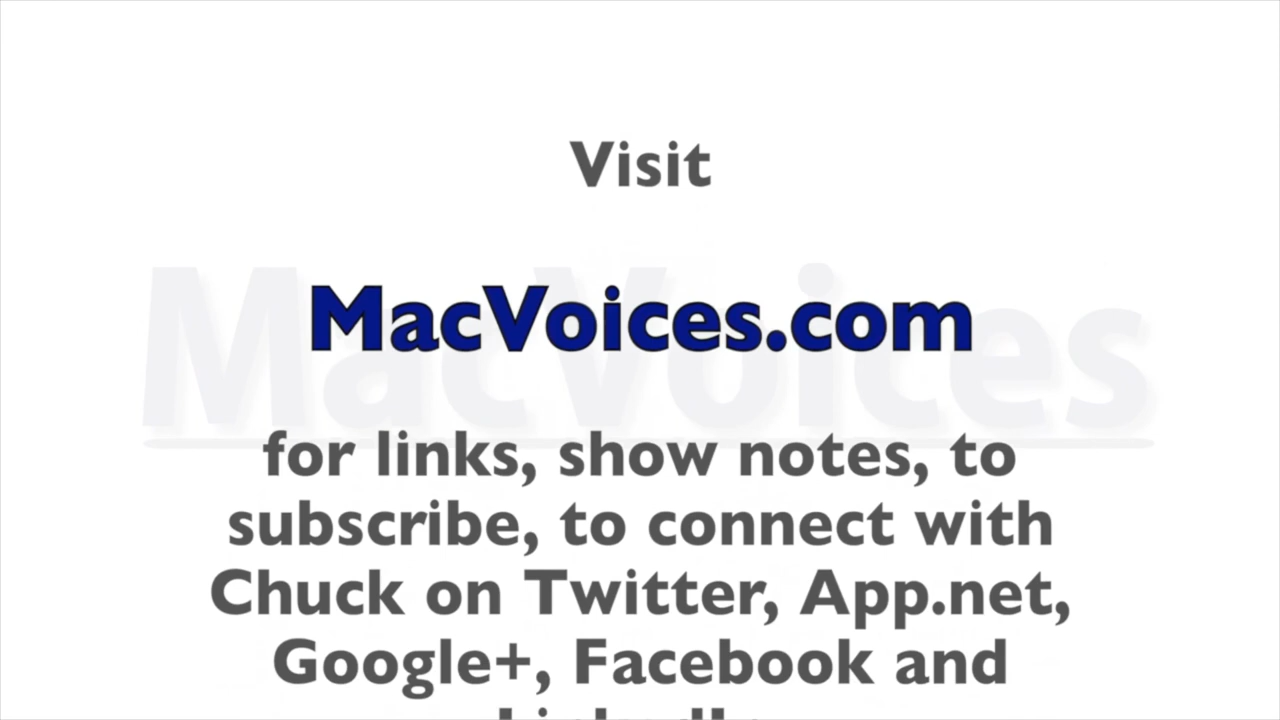 Visit
MacVoices
MacVoices.com
for links, show notes, to
subscribe, to connect with
Chuck on Twitter, App.net,
Google+, Facebook and